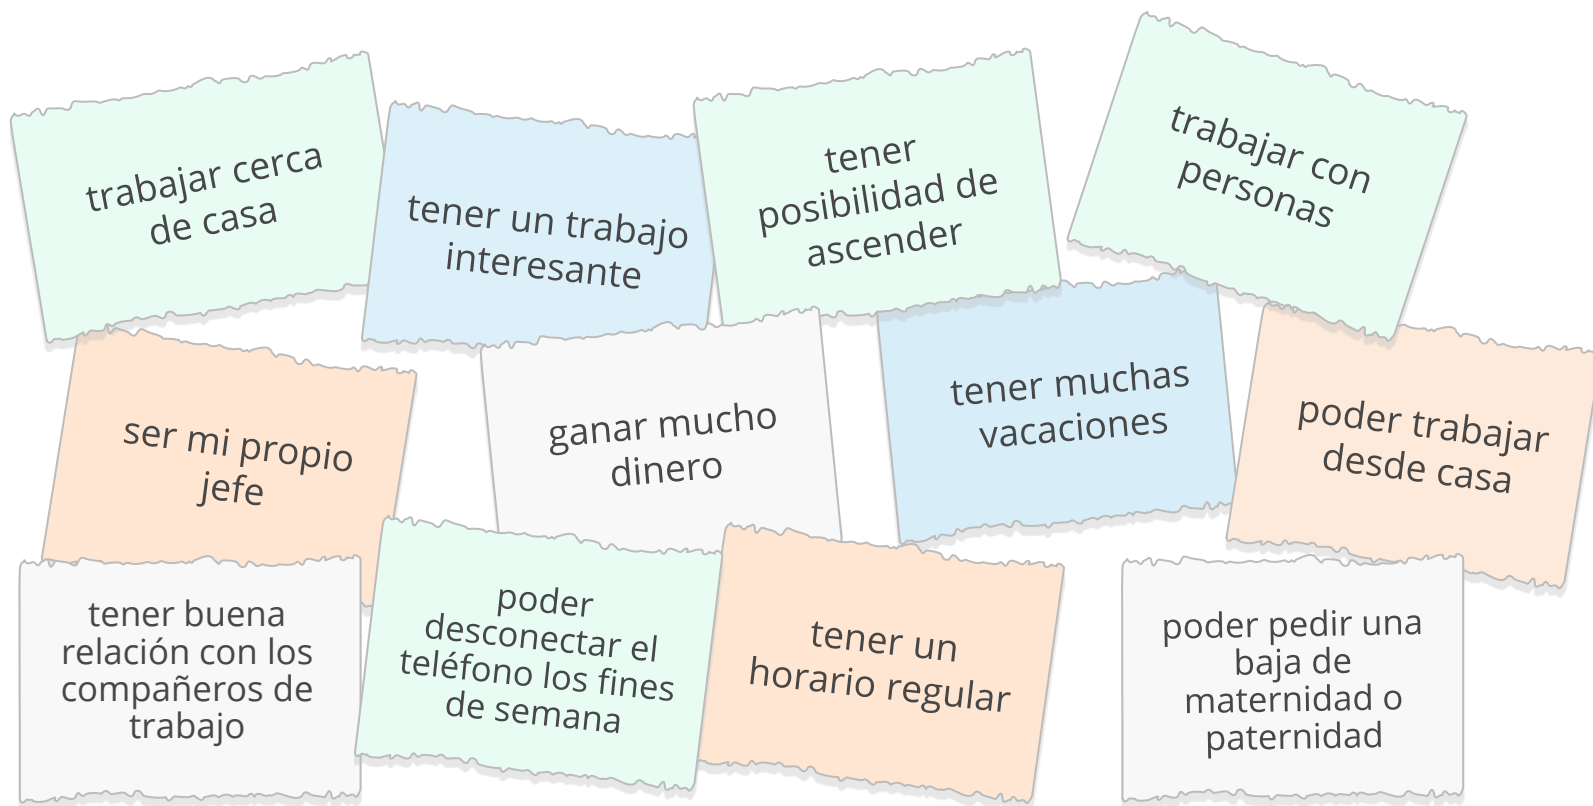 trabajar cerca
de casa
tener un trabajo
interesante
tener
posibilidad de
ascender
trabajar con
personas
ser mi propio
jefe
ganar mucho
dinero
tener muchas
vacaciones
poder trabajar
desde casa
tener buena
relación con los
compañeros de
trabajo
poder
desconectar el
teléfono los fines
de semana
tener un
horario regular
poder pedir una
baja de
maternidad o
paternidad